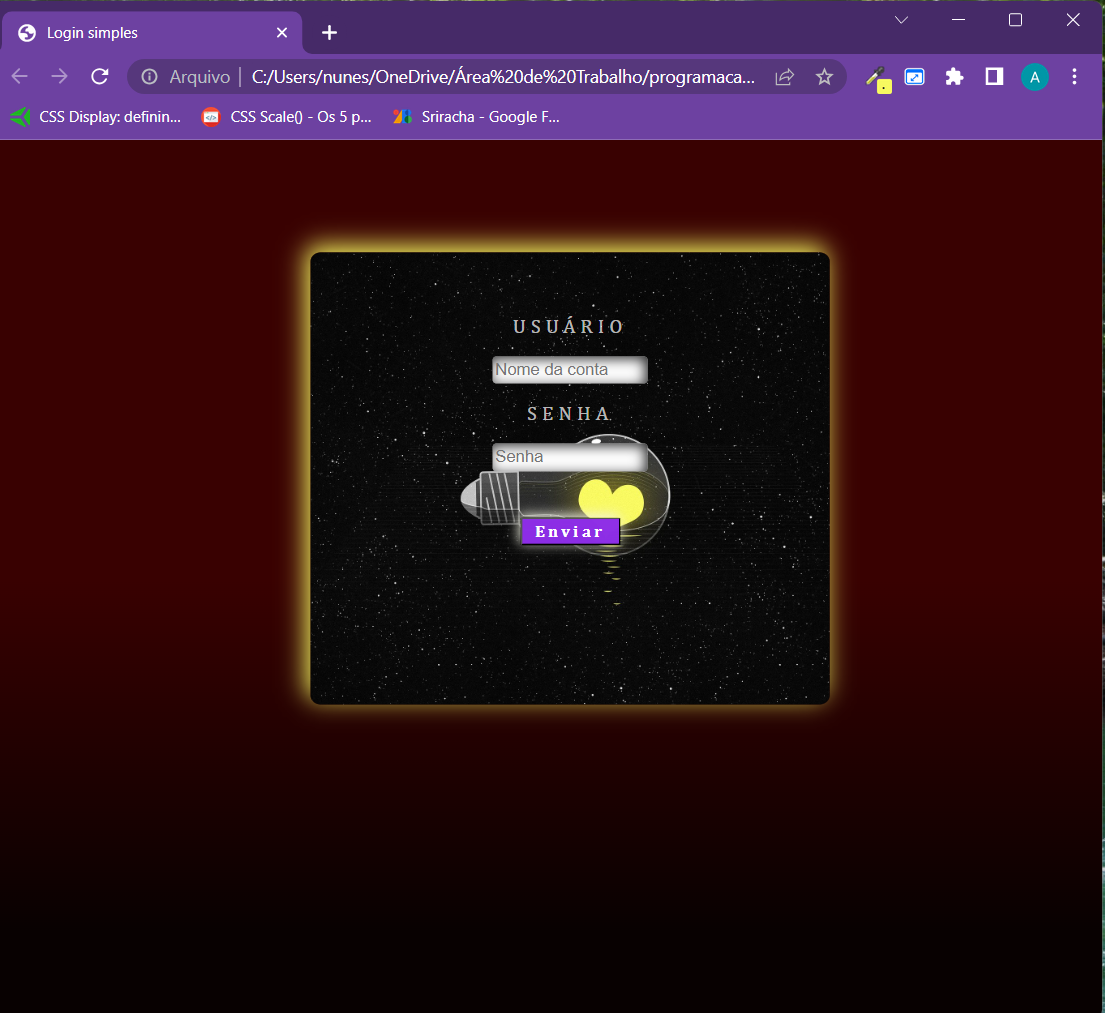 Login simples
Arquivo | C:/Users/nunes/OneDrive/Área%20de%20Trabalho/programaca...
A
CSS Display: definin...
CSS Scale() - Os 5 p...
Sriracha - Google F...
USUÁRIO
Nome da conta
SENHA
Senha
Enviar